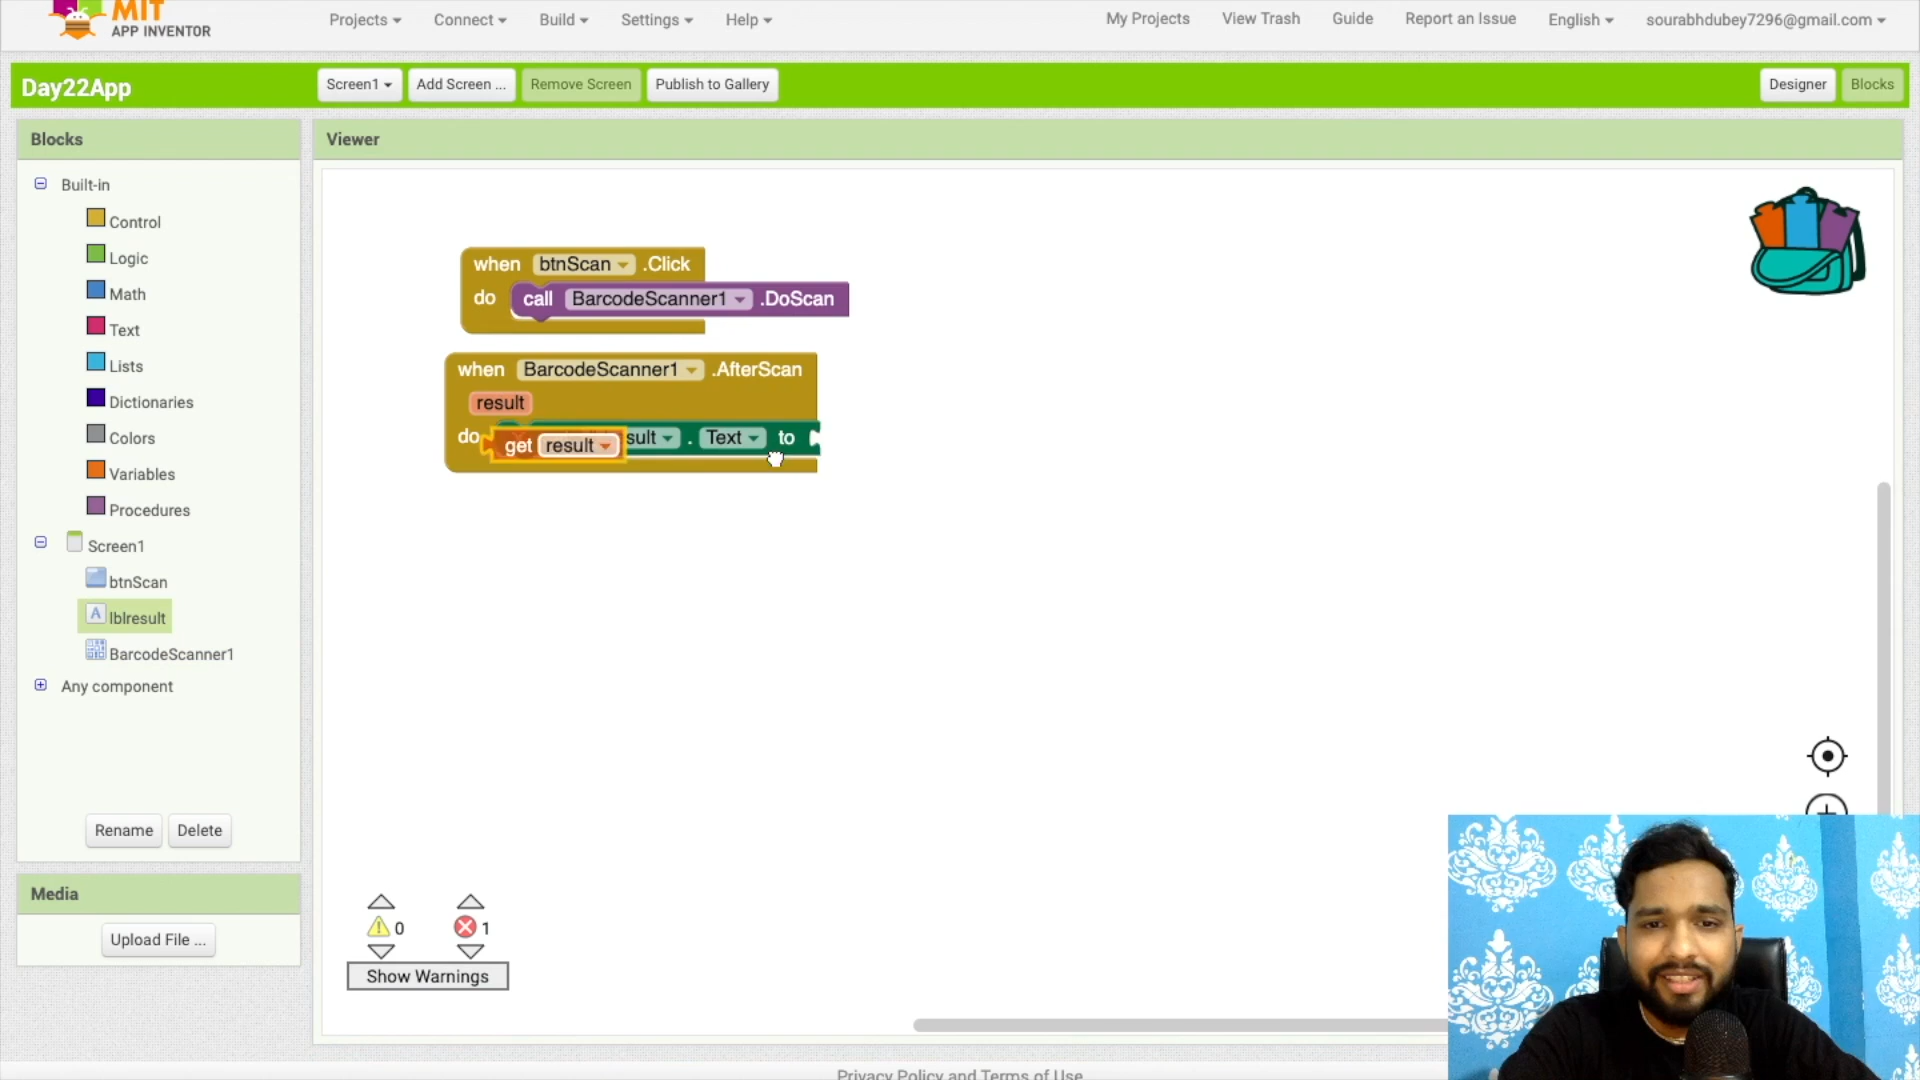 MIT
APP INVENTOR
Projects
Connect
Build
Settings
Help
My Projects
View Trash
Guide
Report an Issue
English
sourabhdubey7296@gmail.com
Day22App
Screen1
Add Screen ...
Remove Screen
Publish to Gallery
Designer
Blocks
Blocks
Built-in
Control
Logic
Math
Text
Lists
Dictionaries
Colors
Variables
Procedures
Screen1
btnScan
lblresult
BarcodeScanner1
Any component
Rename
Delete
Media
Upload File ...
Viewer
when btnScan .Click
do call BarcodeScanner1 .DoScan
when BarcodeScanner1 .AfterScan
result
do get result sult . Text to
0
1
Show Warnings
Privacy Policy and Terms of Use